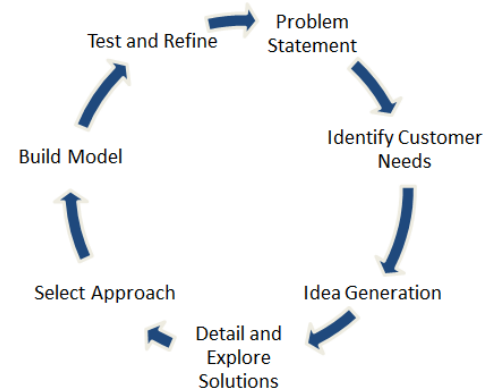 Problem
Statement
Identify Customer
Needs
Idea Generation
Detail and
Explore
Solutions
Select Approach
Build Model
Test and Refine